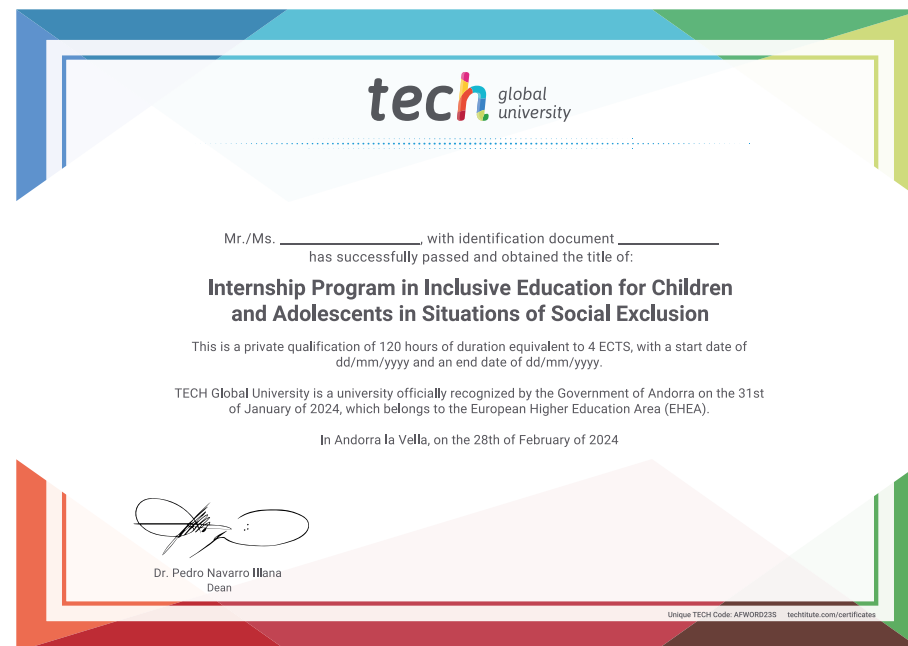 tech global university
Mr./Ms. ____________________, with identification document ______________
has successfully passed and obtained the title of:
Internship Program in Inclusive Education for Children
and Adolescents in Situations of Social Exclusion
This is a private qualification of 120 hours of duration equivalent to 4 ECTS, with a start date of
dd/mm/yyyy and an end date of dd/mm/yyyy.
TECH Global University is a university officially recognized by the Government of Andorra on the 31st
of January of 2024, which belongs to the European Higher Education Area (EHEA).
In Andorra la Vella, on the 28th of February of 2024
Dr. Pedro Navarro Illana
Dean
Unique TECH Code: AFWORD23S techtitute.com/certificates